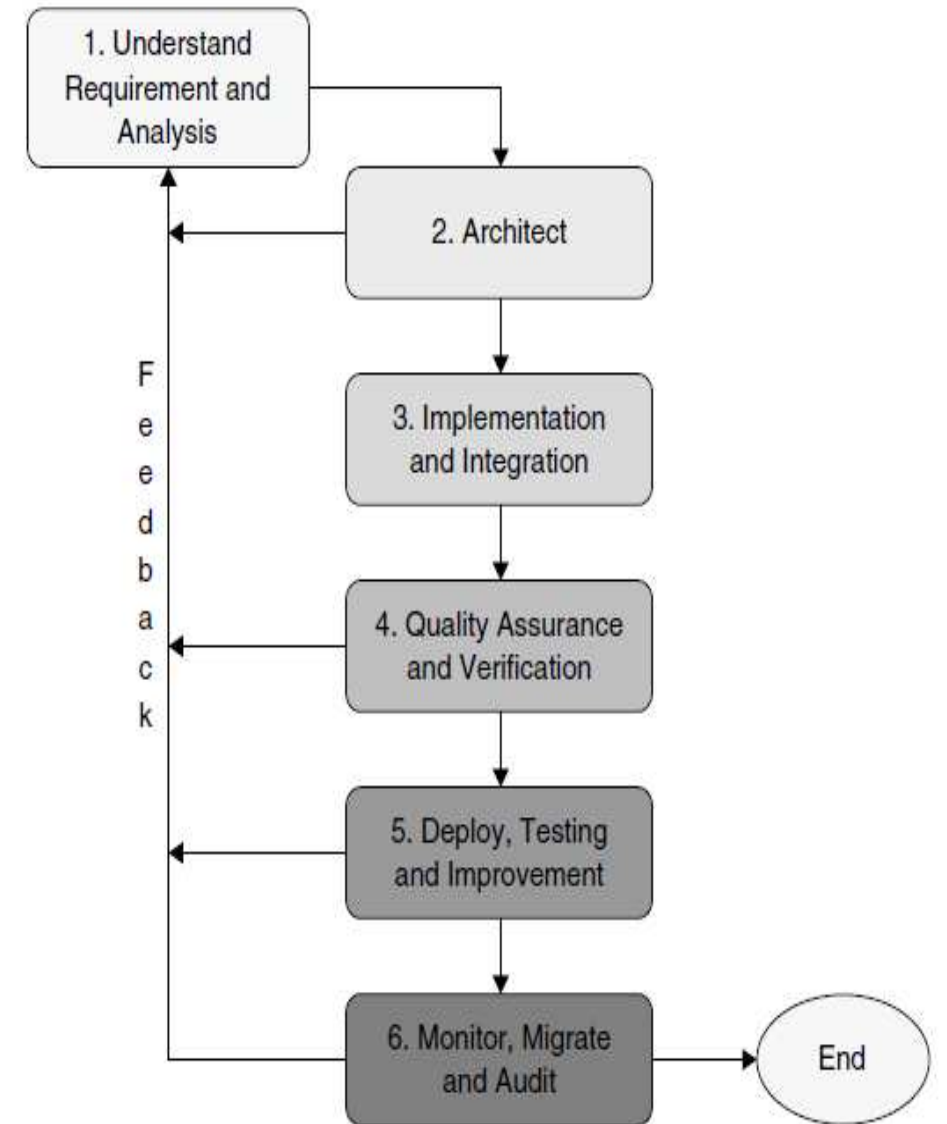 1. Understand
Requirement and
Analysis
2. Architect
F
e
e
d
b
a
c
k
3. Implementation
and Integration
4. Quality Assurance
and Verification
5. Deploy, Testing
and Improvement
6. Monitor, Migrate
and Audit
End